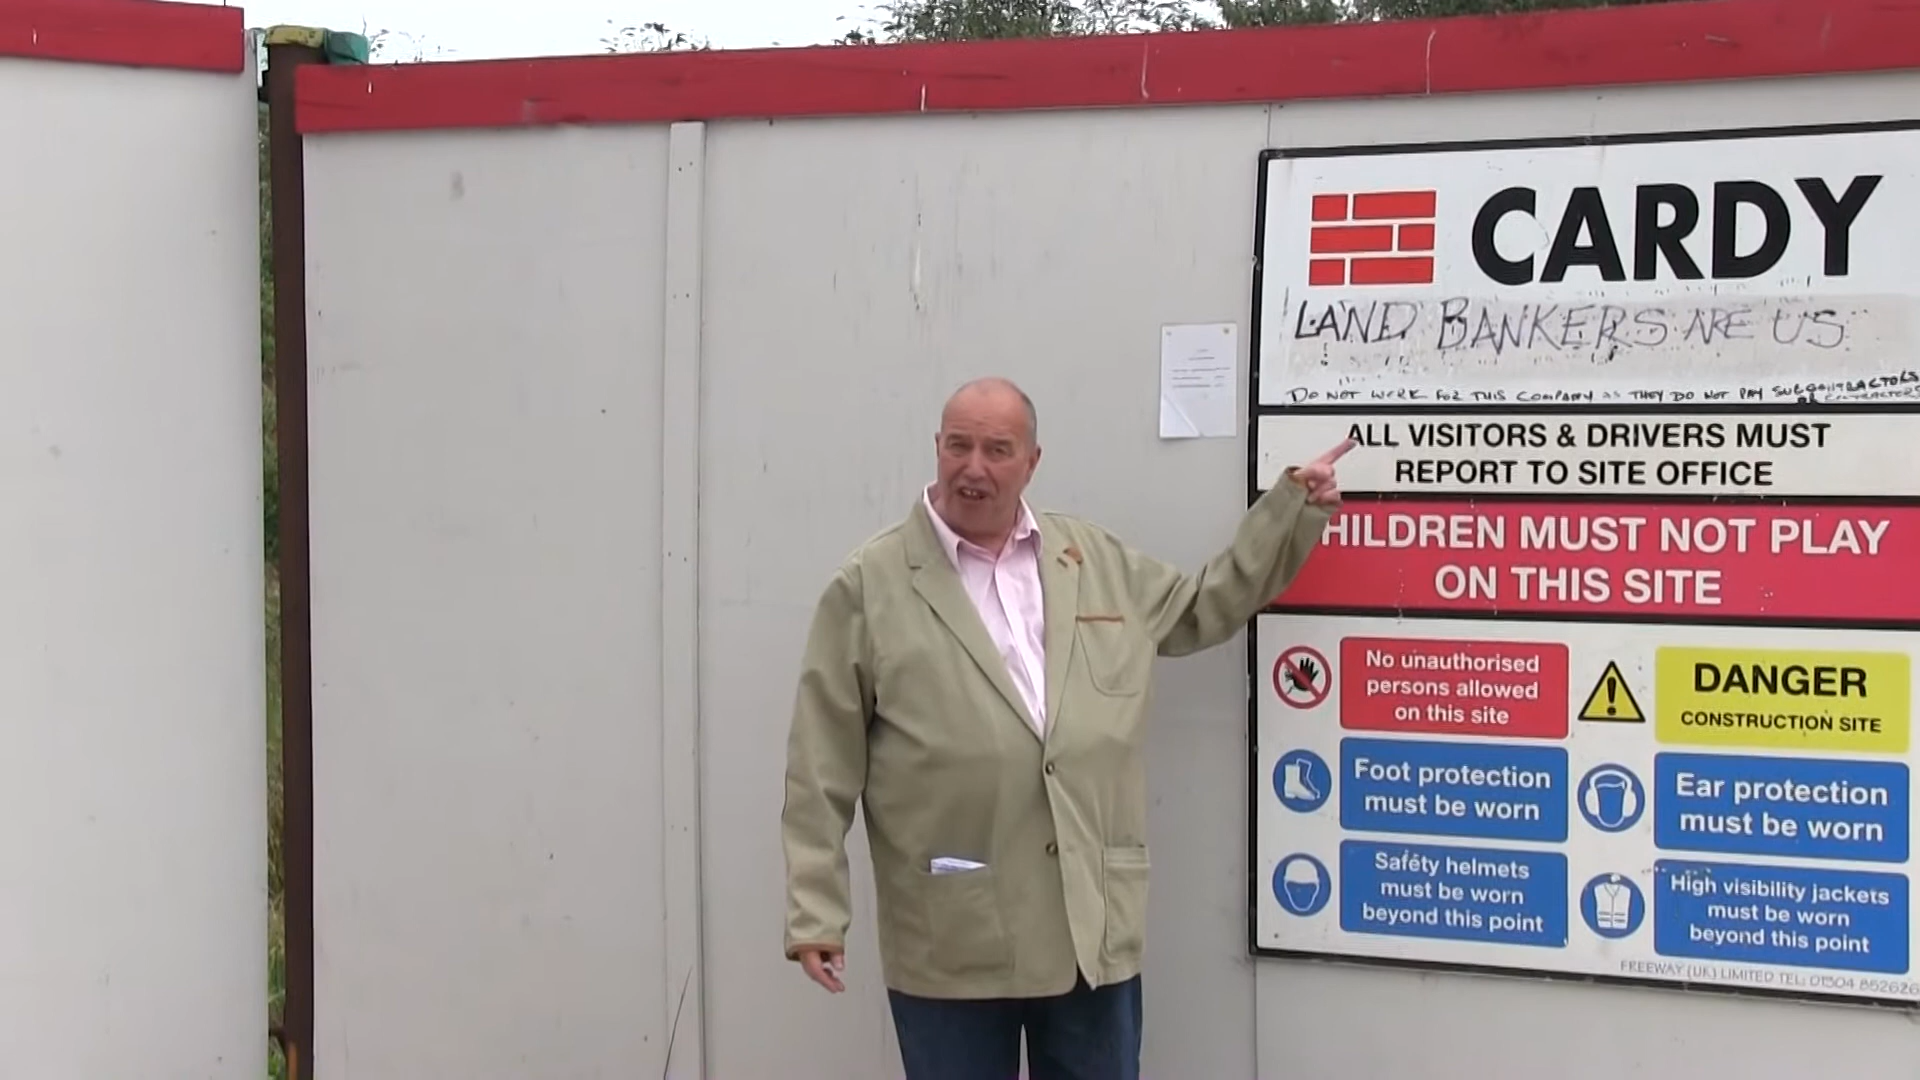 CARDY
LAND BANKERS ARE US
DO NOT WORK FOR THIS COMPANY AS THEY DO NOT PAY SUBCONTRACTORS
OR CONTRACTORS
ALL VISITORS & DRIVERS MUST
REPORT TO SITE OFFICE
HILDREN MUST NOT PLAY
ON THIS SITE
No unauthorised
persons allowed
on this site
DANGER
CONSTRUCTION SITE
Foot protection
must be worn
Ear protection
must be worn
Safety helmets
must be worn
beyond this point
High visibility jackets
must be worn
beyond this point
FREEWAY (UK) LIMITED TEL: 01304 852626